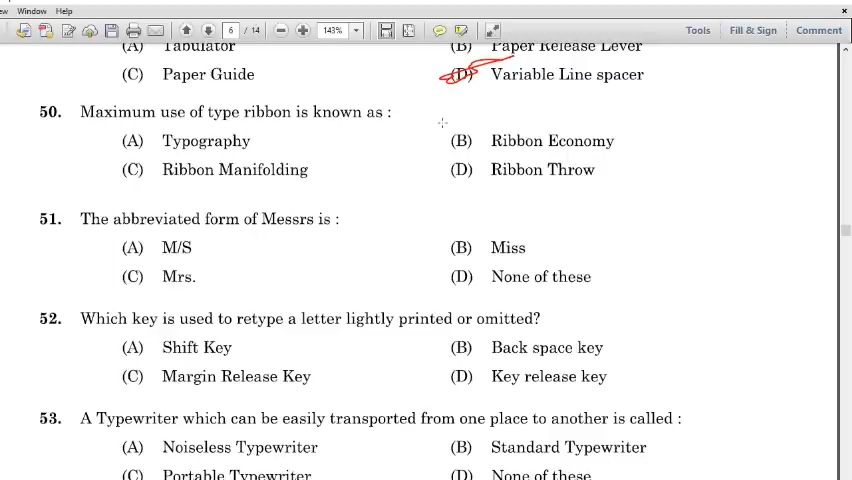 ew Window Help
6 / 14 143% Tools Fill & Sign Comment
(A) Tabulator (B) Paper Release Lever
(C) Paper Guide (D) Variable Line spacer
50. Maximum use of type ribbon is known as :
(A) Typography (B) Ribbon Economy
(C) Ribbon Manifolding (D) Ribbon Throw
51. The abbreviated form of Messrs is :
(A) M/S (B) Miss
(C) Mrs. (D) None of these
52. Which key is used to retype a letter lightly printed or omitted?
(A) Shift Key (B) Back space key
(C) Margin Release Key (D) Key release key
53. A Typewriter which can be easily transported from one place to another is called :
(A) Noiseless Typewriter (B) Standard Typewriter
(C) Portable Typewriter (D) None of these